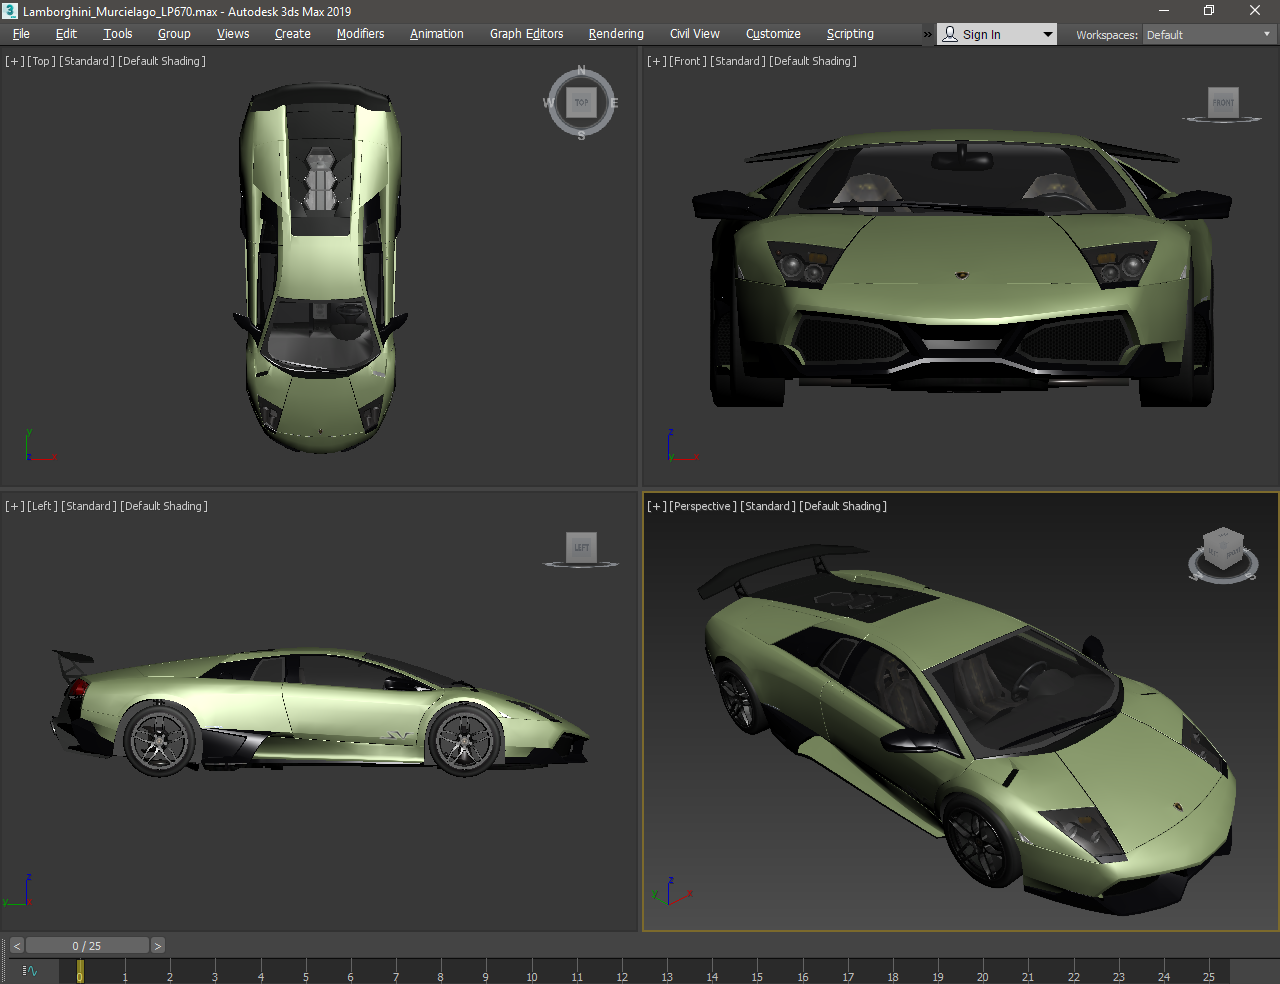 Lamborghini_Murcielago_LP670.max - Autodesk 3ds Max 2019
File Edit Tools Group Views Create Modifiers Animation Graph Editors Rendering Civil View Customize Scripting » Sign In Workspaces: Default
[+] [Top] [Standard] [Default Shading]
N
W TOP E
S
[+] [Front] [Standard] [Default Shading]
FRONT
y
z x
z
y x
[+] [Left] [Standard] [Default Shading]
LEFT
[+] [Perspective] [Standard] [Default Shading]
W S
z
y
z
y x
< 0 / 25 >
0 1 2 3 4 5 6 7 8 9 10 11 12 13 14 15 16 17 18 19 20 21 22 23 24 25